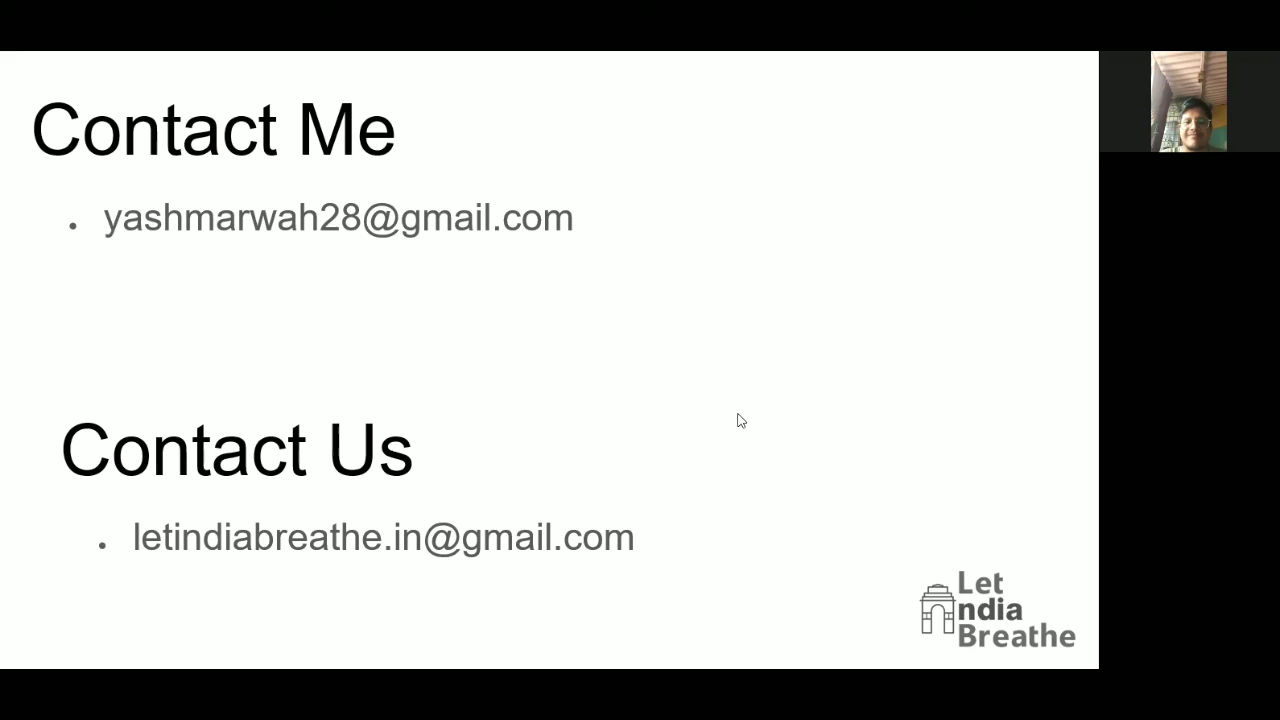 Contact Me
• yashmarwah28@gmail.com
Contact Us
• letindiabreathe.in@gmail.com
Let
ndia
Breathe